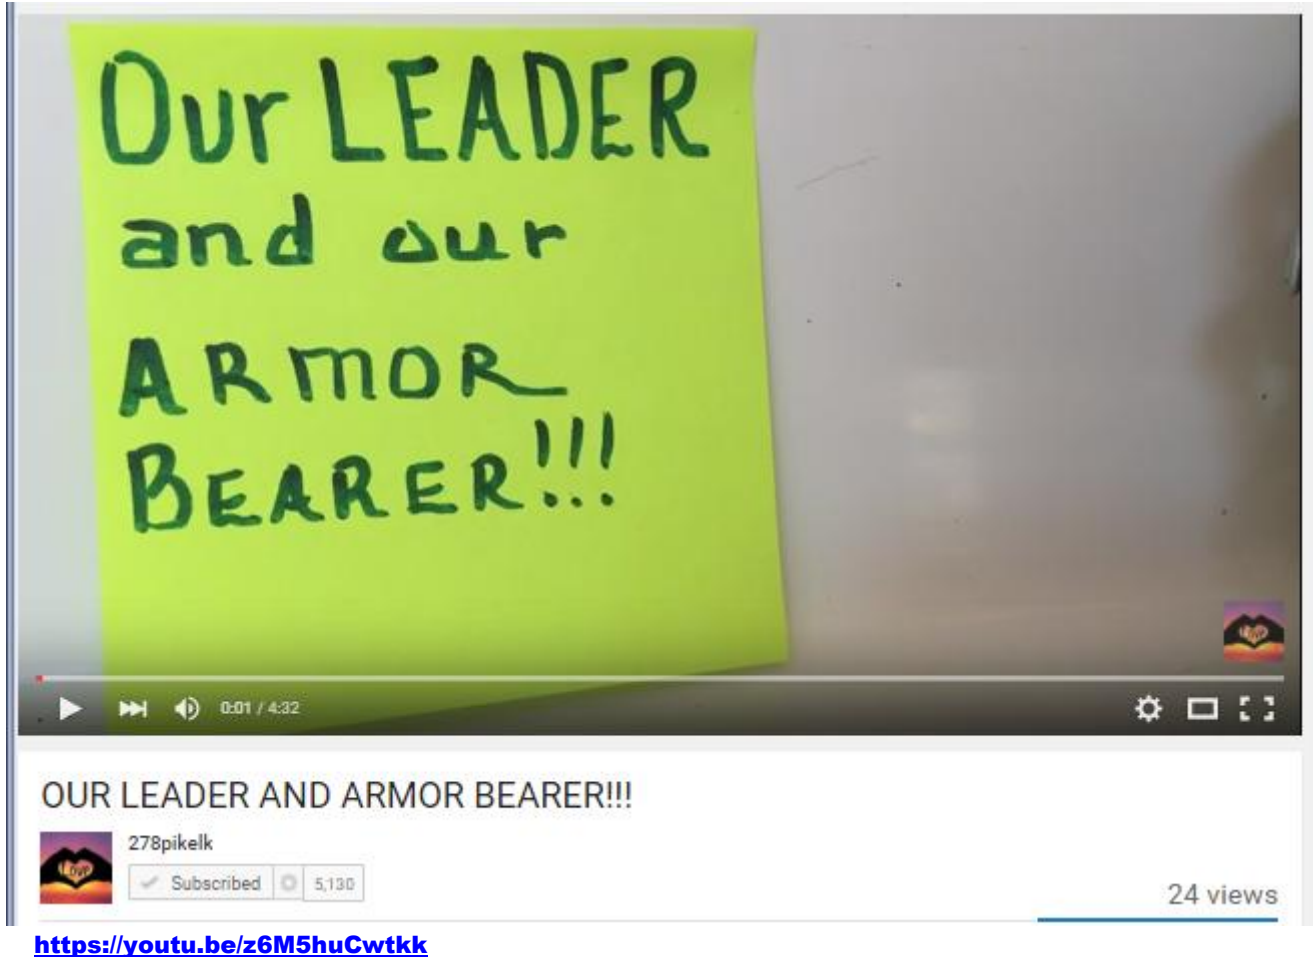 Our LEADER
and our
ARMOR
BEARER!!!
0:01 / 4:32
OUR LEADER AND ARMOR BEARER!!!
Love
278pikelk
Subscribed 5,130
24 views
https://youtu.be/z6M5huCwtkk